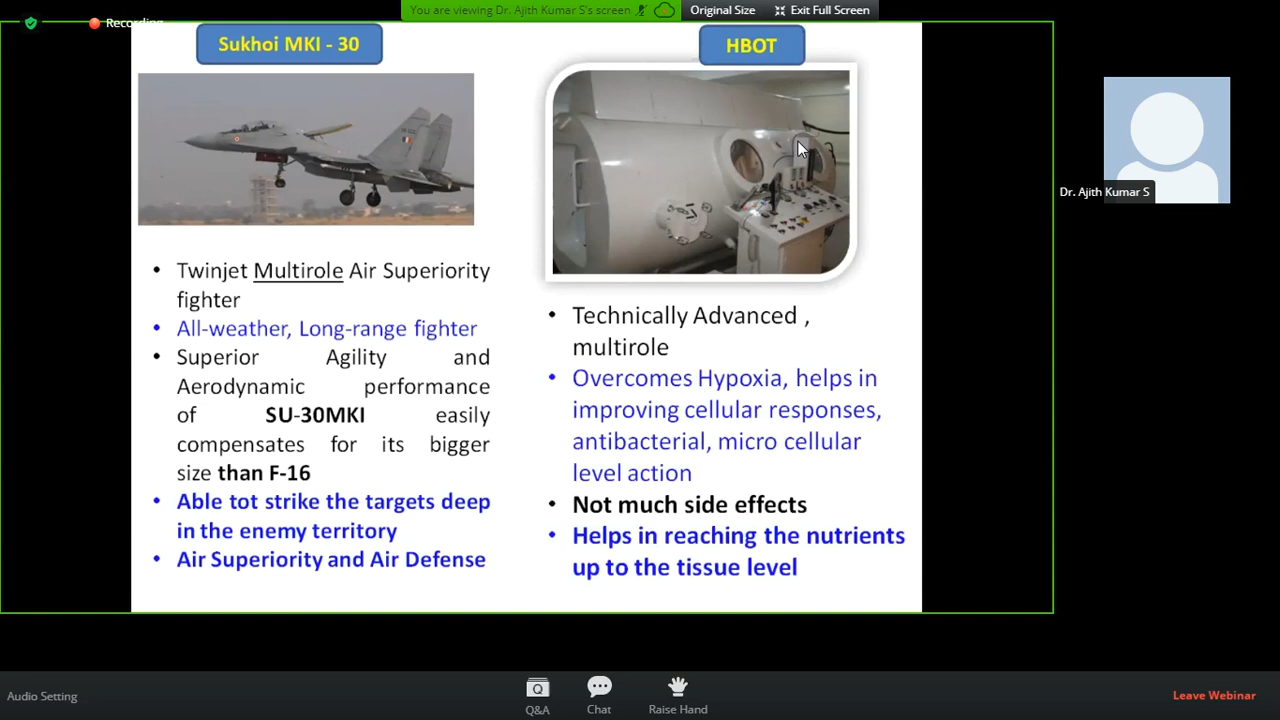 You are viewing Dr. Ajith Kumar S's screen
Original Size
Exit Full Screen
Recording
Sukhoi MKI - 30
HBOT
Dr. Ajith Kumar S
• Twinjet Multirole Air Superiority
fighter
• All-weather, Long-range fighter
• Superior Agility and
Aerodynamic performance
of SU-30MKI easily
compensates for its bigger
size than F-16
• Able tot strike the targets deep
in the enemy territory
• Air Superiority and Air Defense
• Technically Advanced ,
multirole
• Overcomes Hypoxia, helps in
improving cellular responses,
antibacterial, micro cellular
level action
• Not much side effects
• Helps in reaching the nutrients
up to the tissue level
Audio Setting
Q
Q&A
Chat
Raise Hand
Leave Webinar